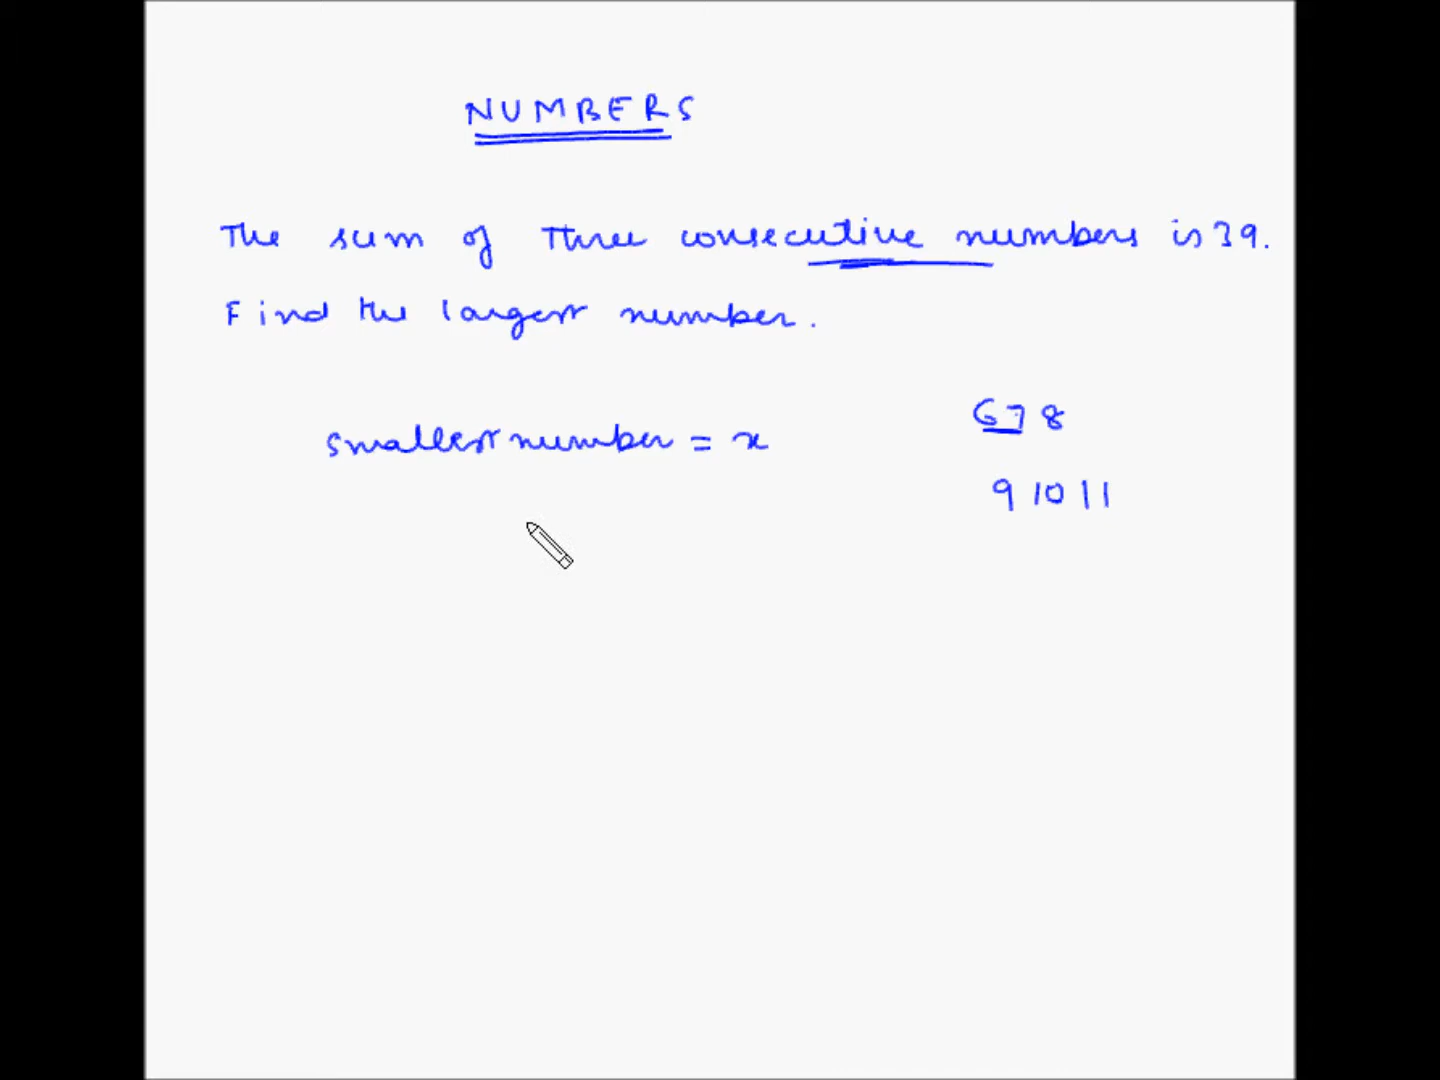 NUMBERS
The sum of Three consecutive numbers is 39.
Find the largest number.
smallest number = x
6 7 8
9 10 11